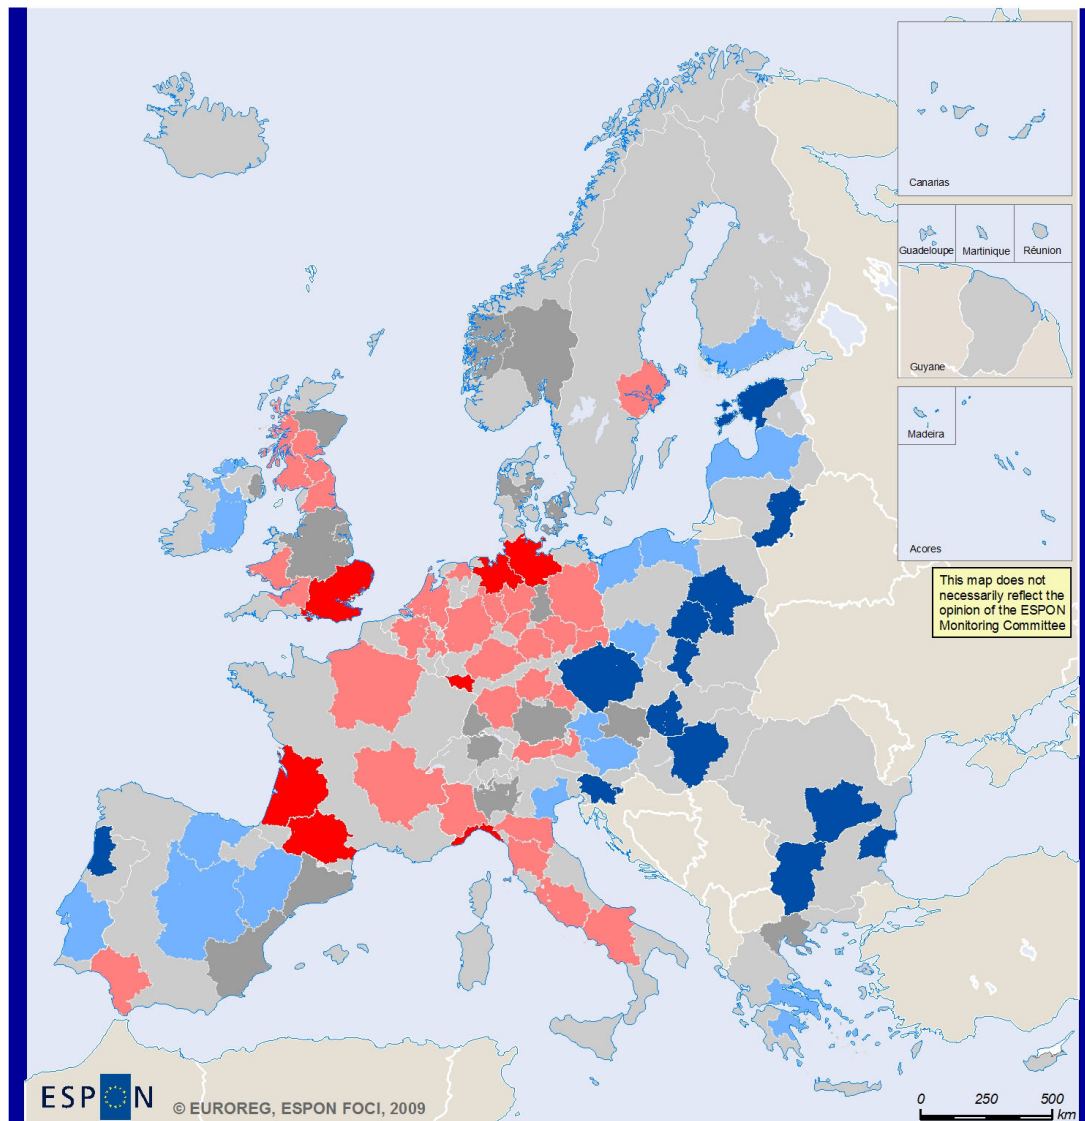 Canarias
Guadeloupe
Martinique
Réunion
Guyane
Madeira
Acores
This map does not
necessarily reflect the
opinion of the ESPON
Monitoring Committee
ESPON
© EUROREG, ESPON FOCI, 2009
0 250 500
km